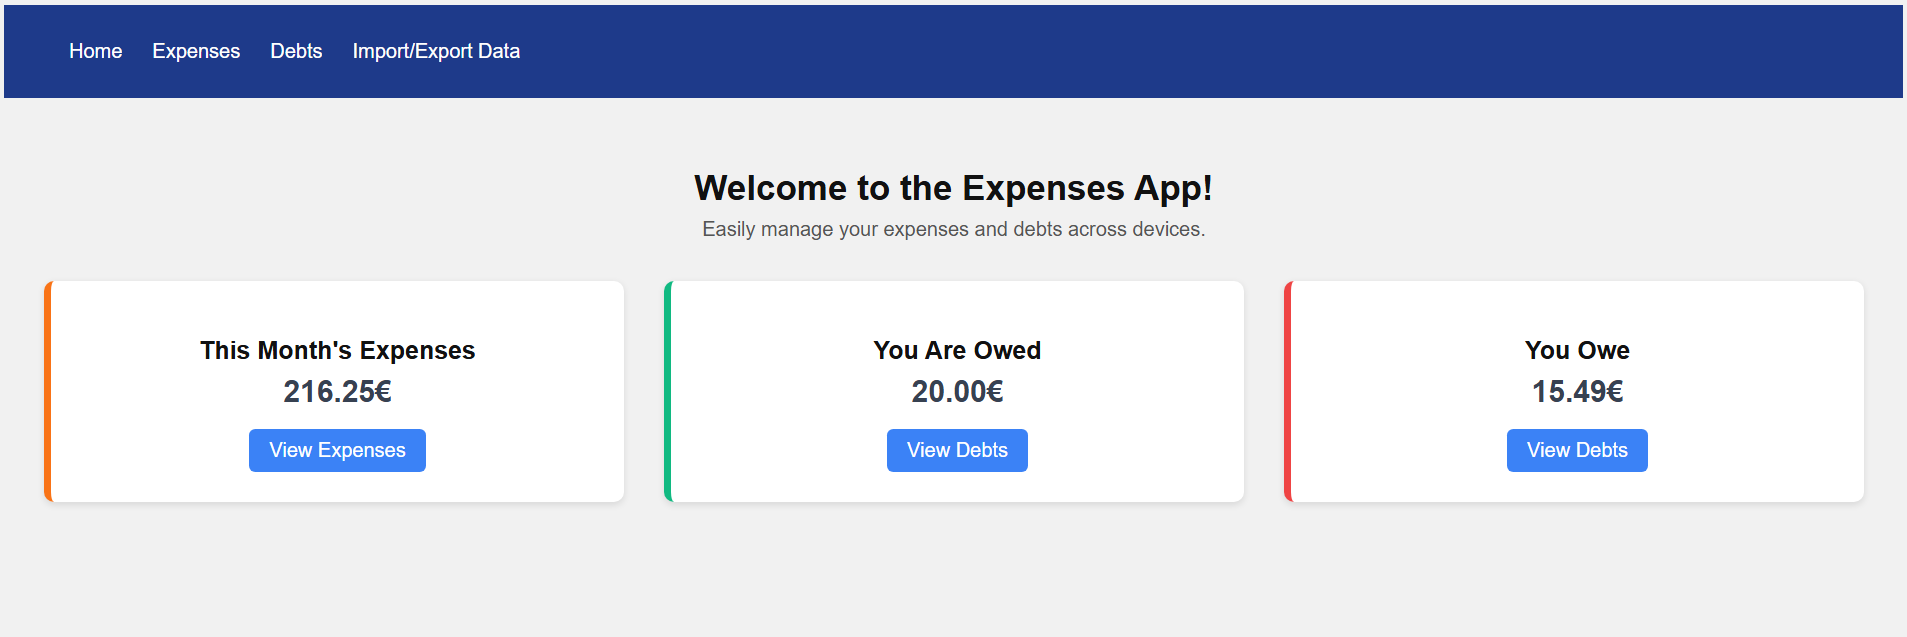 Home Expenses Debts Import/Export Data
Welcome to the Expenses App!
Easily manage your expenses and debts across devices.
This Month's Expenses
216.25€
View Expenses
You Are Owed
20.00€
View Debts
You Owe
15.49€
View Debts